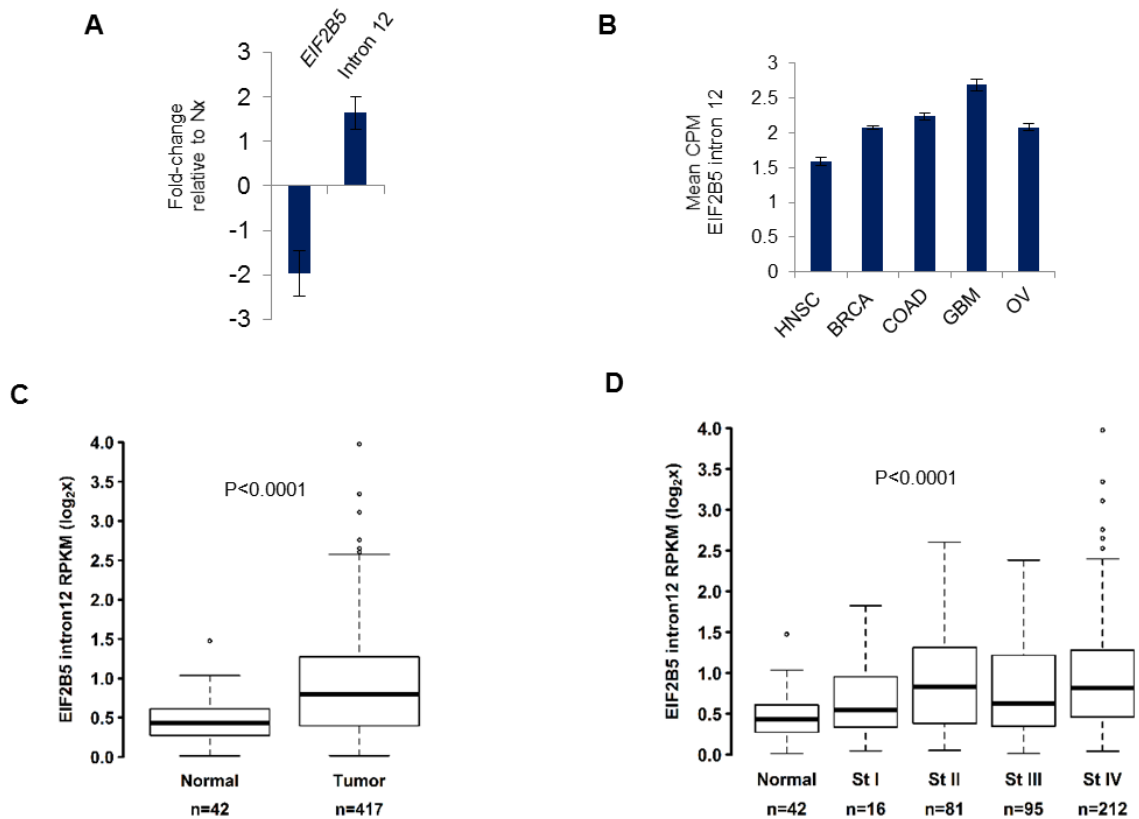 A
EIF2B5
Intron 12
Fold-change
relative to Nx
3
2
1
0
-1
-2
-3
B
Mean CPM
EIF2B5 intron 12
3
2.5
2
1.5
1
0.5
0
HNSC
BRCA
COAD
GBM
OV
C
EIF2B5 intron12 RPKM (log₂x)
4.0
3.5
3.0
2.5
2.0
1.5
1.0
0.5
0.0
P<0.0001
Normal Tumor
n=42 n=417
D
EIF2B5 intron12 RPKM (log₂x)
4.0
3.5
3.0
2.5
2.0
1.5
1.0
0.5
0.0
P<0.0001
Normal St I St II St III St IV
n=42 n=16 n=81 n=95 n=212